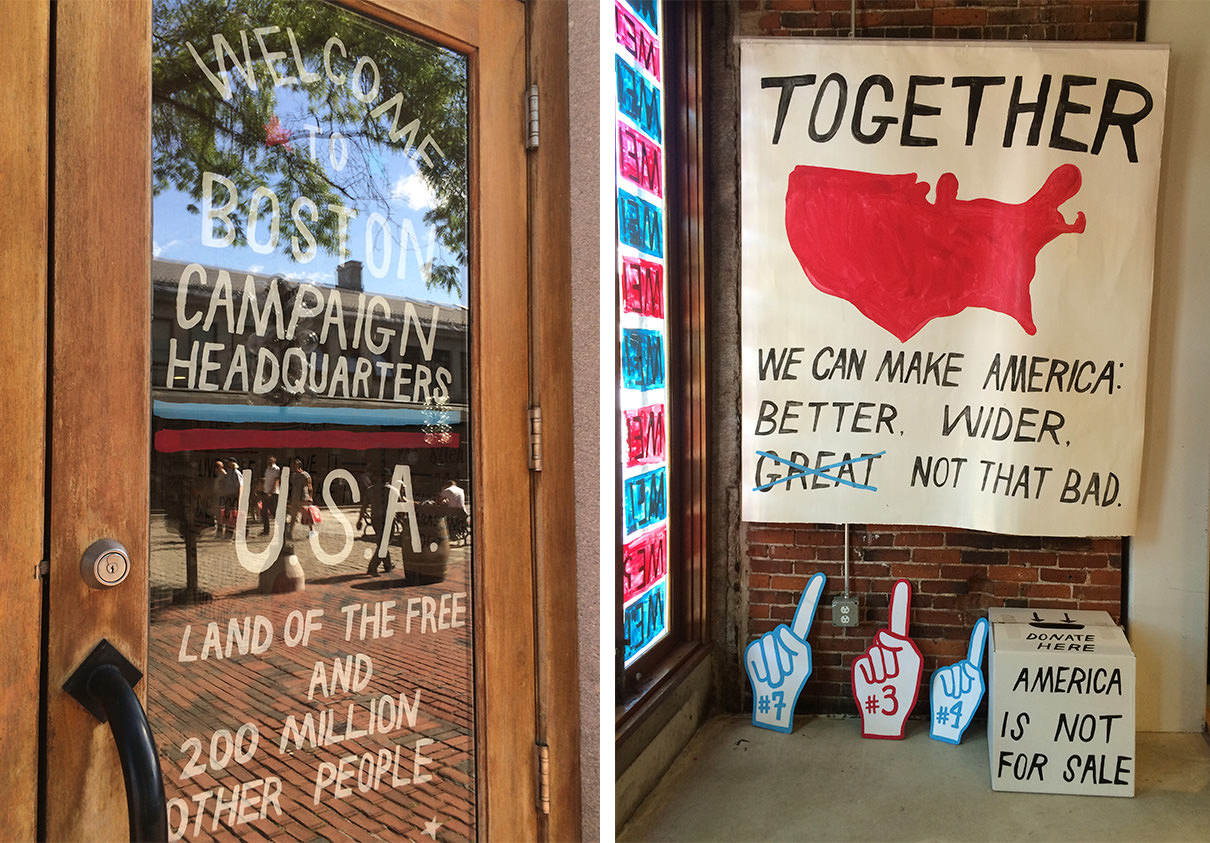 WELCOME
TO
BOSTON
CAMPAIGN
HEADQUARTERS
U.S.A.
LAND OF THE FREE
AND
200 MILLION
OTHER PEOPLE
TOGETHER
WE CAN MAKE AMERICA:
BETTER, WIDER,
GREAT NOT THAT BAD.
#7
#3
#4
DONATE
HERE
AMERICA
IS NOT
FOR SALE